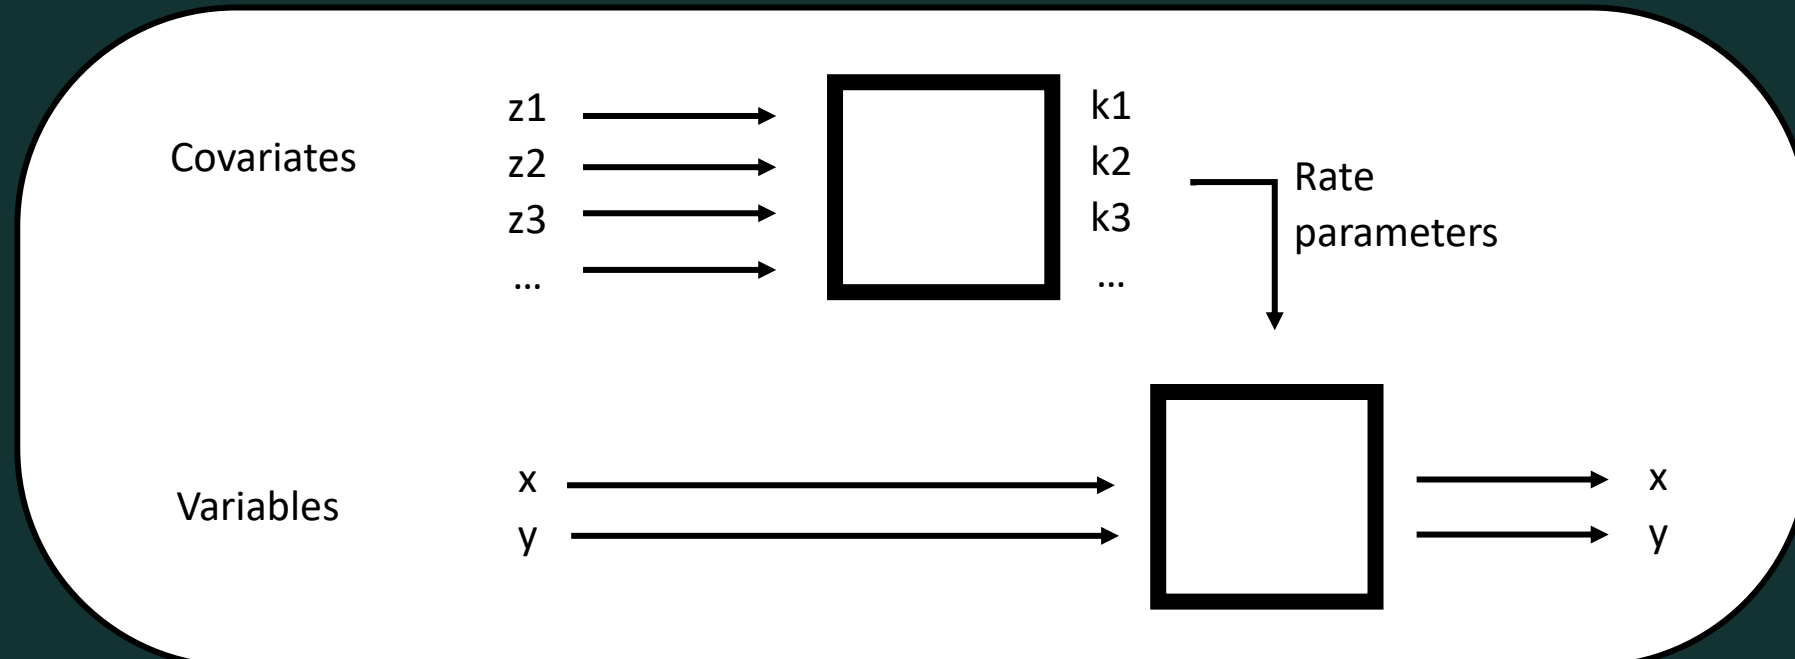 Covariates
z1
z2
z3
...
k1
k2
k3
...
Rate
parameters
Variables
x
y
x
y